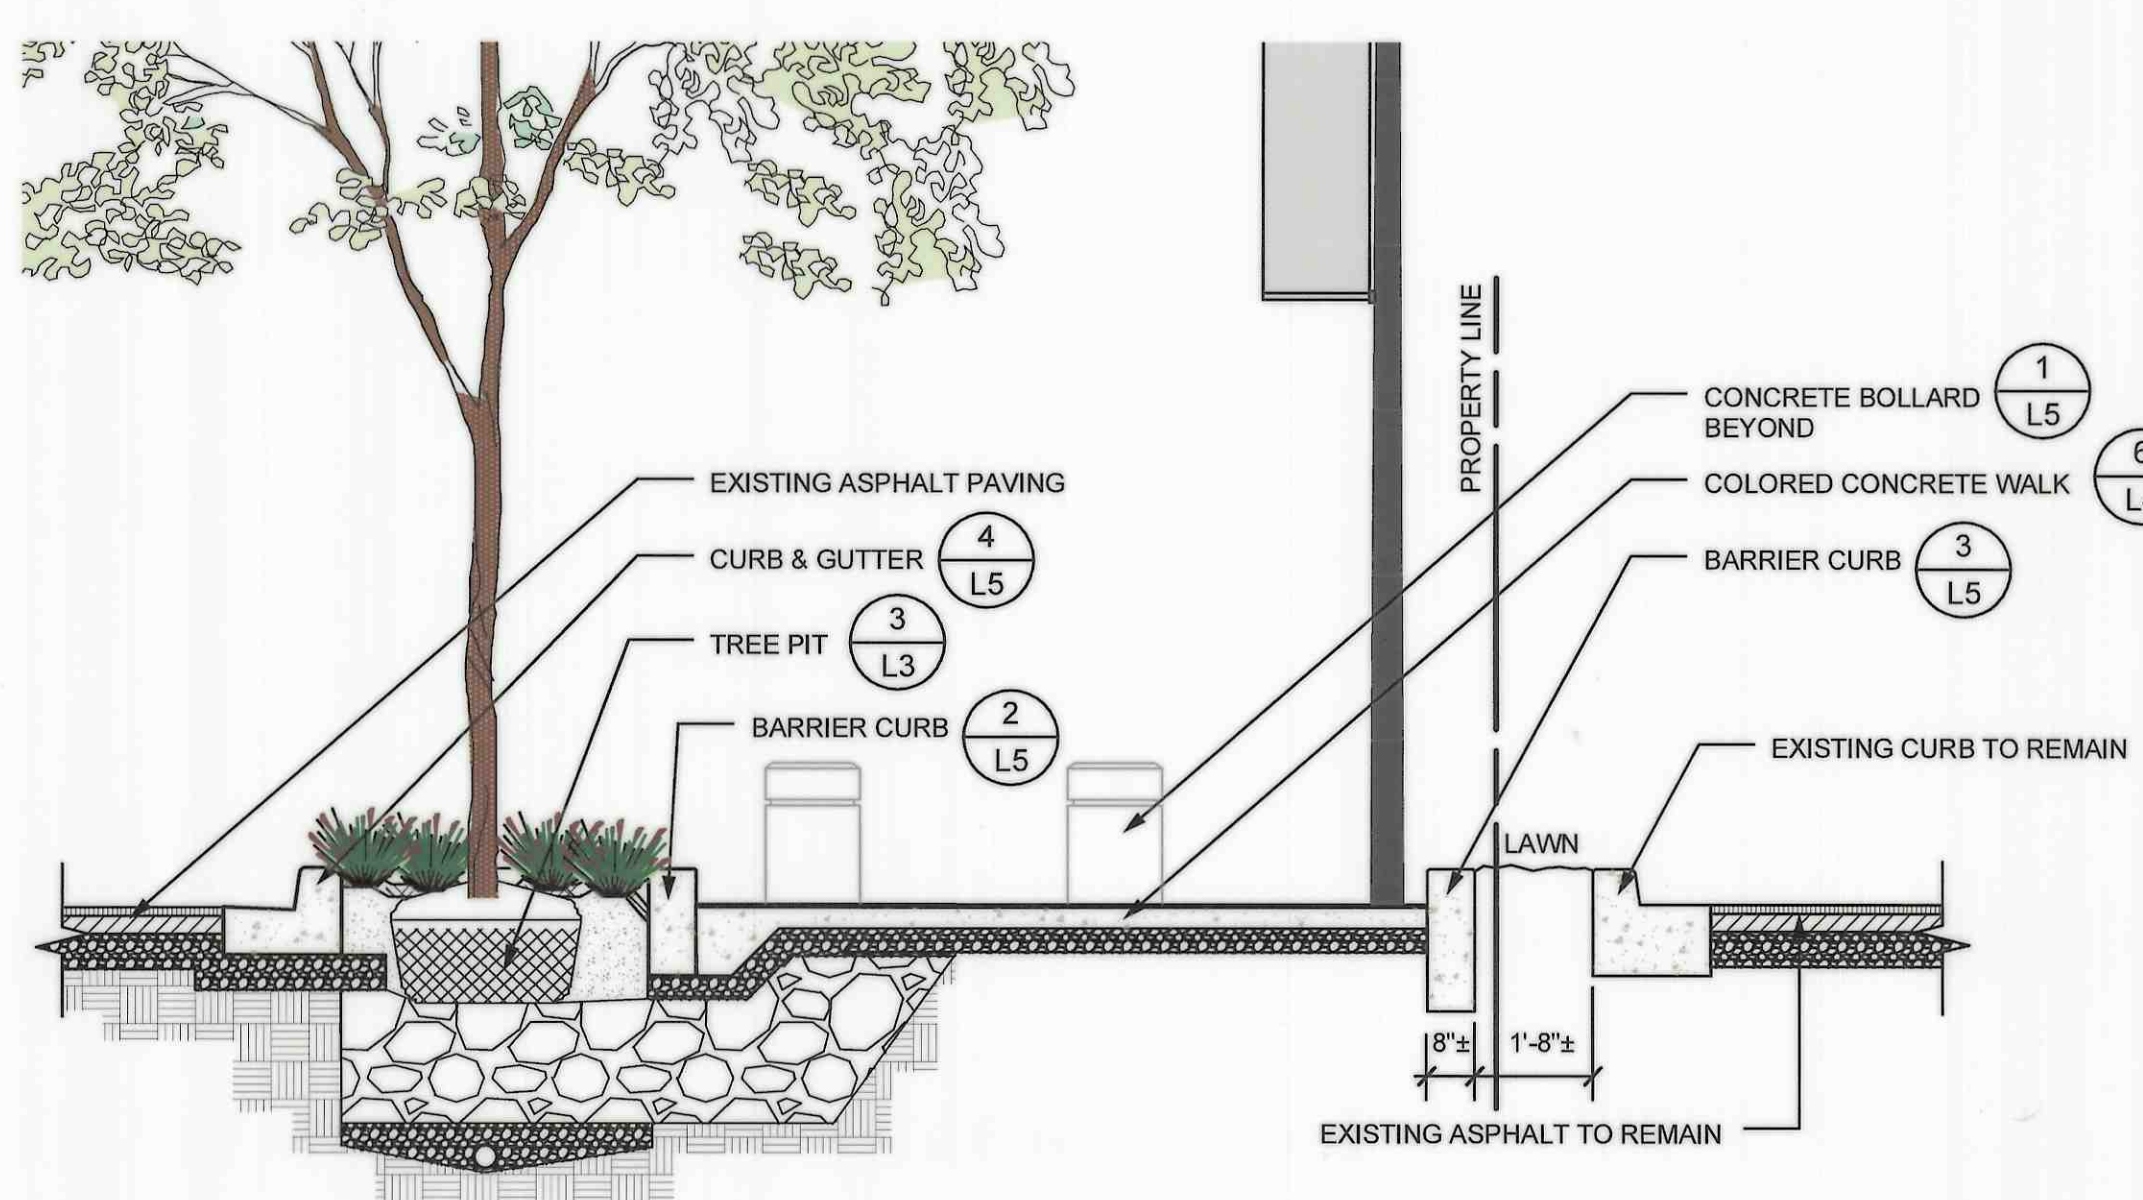 PROPERTY LINE
CONCRETE BOLLARD
BEYOND
1
L5
EXISTING ASPHALT PAVING
COLORED CONCRETE WALK
CURB & GUTTER
4
L5
BARRIER CURB
3
L5
TREE PIT
3
L3
BARRIER CURB
2
L5
EXISTING CURB TO REMAIN
LAWN
8"±
1'-8"±
EXISTING ASPHALT TO REMAIN